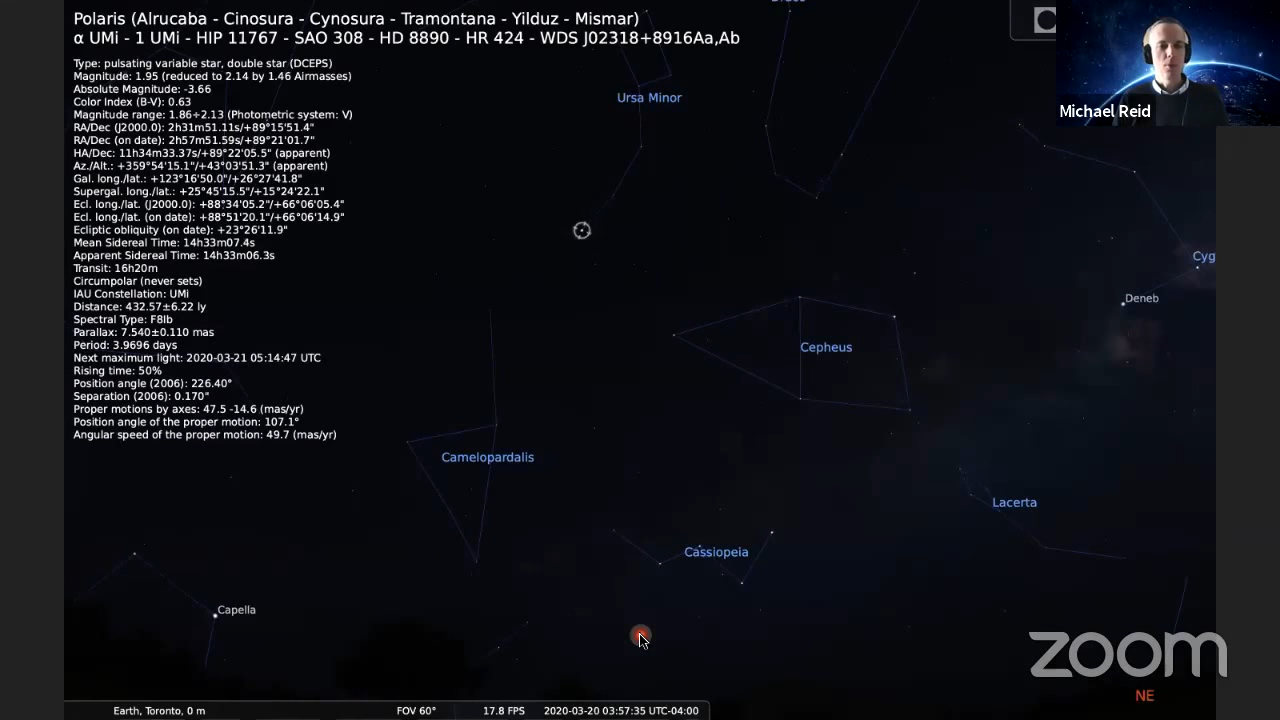 Polaris (Alrucaba - Cinosura - Cynosura - Tramontana - Yilduz - Mismar)
α UMi - 1 UMi - HIP 11767 - SAO 308 - HD 8890 - HR 424 - WDS J02318+8916Aa,Ab
Type: pulsating variable star, double star (DCEPS)
Magnitude: 1.95 (reduced to 2.14 by 1.46 Airmasses)
Absolute Magnitude: -3.66
Color Index (B-V): 0.63
Magnitude range: 1.86÷2.13 (Photometric system: V)
RA/Dec (J2000.0): 2h31m51.11s/+89°15'51.4"
RA/Dec (on date): 2h57m51.59s/+89°21'01.7"
HA/Dec: 11h34m33.37s/+89°22'05.5" (apparent)
Az./Alt.: +359°54'15.1"/+43°03'51.3" (apparent)
Gal. long./lat.: +123°16'50.0"/+26°27'41.8"
Supergal. long./lat.: +25°45'15.5"/+15°24'22.1"
Ecl. long./lat. (J2000.0): +88°34'05.2"/+66°06'05.4"
Ecl. long./lat. (on date): +88°51'20.1"/+66°06'14.9"
Ecliptic obliquity (on date): +23°26'11.9"
Mean Sidereal Time: 14h33m07.4s
Apparent Sidereal Time: 14h33m06.3s
Transit: 16h20m
Circumpolar (never sets)
IAU Constellation: UMi
Distance: 432.57±6.22 ly
Spectral Type: F8Ib
Parallax: 7.540±0.110 mas
Period: 3.9696 days
Next maximum light: 2020-03-21 05:14:47 UTC
Rising time: 50%
Position angle (2006): 226.40°
Separation (2006): 0.170"
Proper motions by axes: 47.5 -14.6 (mas/yr)
Position angle of the proper motion: 107.1°
Angular speed of the proper motion: 49.7 (mas/yr)
Ursa Minor
Michael Reid
Cyg
Deneb
Cepheus
Camelopardalis
Lacerta
Cassiopeia
Capella
zoom
NE
Earth, Toronto, 0 m FOV 60° 17.8 FPS 2020-03-20 03:57:35 UTC-04:00